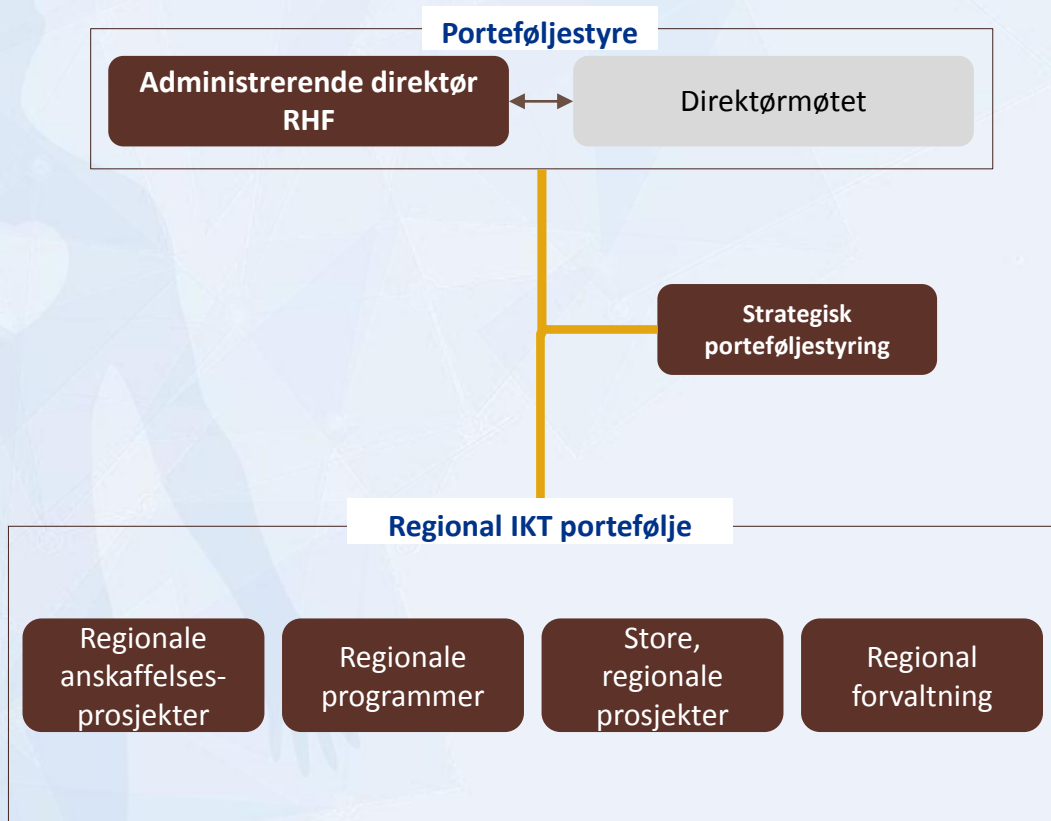 Porteføljestyre
Administrerende direktør
RHF
Direktørmøtet
Strategisk
porteføljestyring
Regional IKT portefølje
Regionale
anskaffelses-
prosjekter
Regionale
programmer
Store,
regionale
prosjekter
Regional
forvaltning